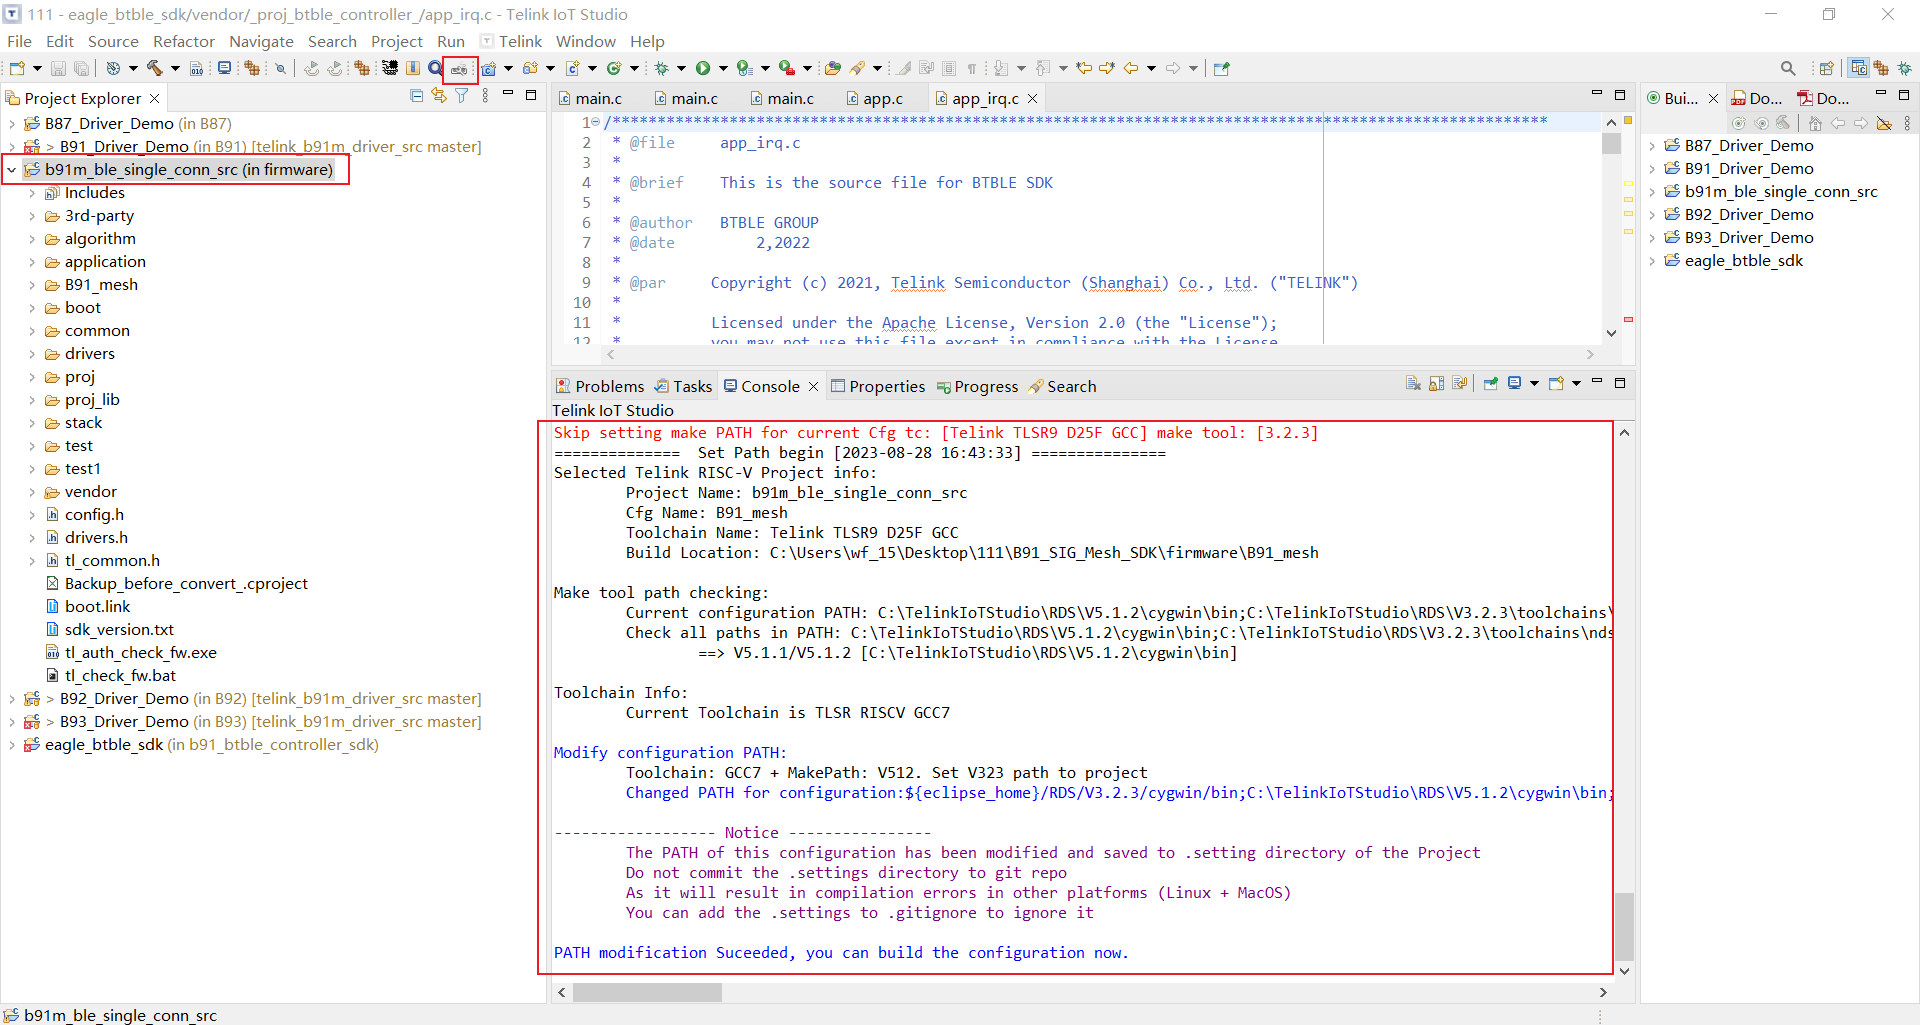 111 - eagle_btble_sdk/vendor/_proj_btble_controller_/app_irq.c - Telink IoT Studio
File Edit Source Refactor Navigate Search Project Run Telink Window Help
Project Explorer
B87_Driver_Demo (in B87)
> B91_Driver_Demo (in B91) [telink_b91m_driver_src master]
b91m_ble_single_conn_src (in firmware)
Includes
3rd-party
algorithm
application
B91_mesh
boot
common
drivers
proj
proj_lib
stack
test
test1
vendor
config.h
drivers.h
tl_common.h
Backup_before_convert_.cproject
boot.link
sdk_version.txt
tl_auth_check_fw.exe
tl_check_fw.bat
> B92_Driver_Demo (in B92) [telink_b91m_driver_src master]
> B93_Driver_Demo (in B93) [telink_b91m_driver_src master]
eagle_btble_sdk (in b91_btble_controller_sdk)
main.c main.c main.c app.c app_irq.c
1 /********************************************************************************************************
2 * @file app_irq.c
3 *
4 * @brief This is the source file for BTBLE SDK
5 *
6 * @author BTBLE GROUP
7 * @date 2,2022
8 *
9 * @par Copyright (c) 2021, Telink Semiconductor (Shanghai) Co., Ltd. ("TELINK")
10 *
11 * Licensed under the Apache License, Version 2.0 (the "License");
12 * you may not use this file except in compliance with the License
Problems Tasks Console Properties Progress Search
Telink IoT Studio
Skip setting make PATH for current Cfg tc: [Telink TLSR9 D25F GCC] make tool: [3.2.3]
============== Set Path begin [2023-08-28 16:43:33] ===============
Selected Telink RISC-V Project info:
Project Name: b91m_ble_single_conn_src
Cfg Name: B91_mesh
Toolchain Name: Telink TLSR9 D25F GCC
Build Location: C:\Users\wf_15\Desktop\111\B91_SIG_Mesh_SDK\firmware\B91_mesh
Make tool path checking:
Current configuration PATH: C:\TelinkIoTStudio\RDS\V5.1.2\cygwin\bin;C:\TelinkIoTStudio\RDS\V3.2.3\toolchains\
Check all paths in PATH: C:\TelinkIoTStudio\RDS\V5.1.2\cygwin\bin;C:\TelinkIoTStudio\RDS\V3.2.3\toolchains\nds
==> V5.1.1/V5.1.2 [C:\TelinkIoTStudio\RDS\V5.1.2\cygwin\bin]
Toolchain Info:
Current Toolchain is TLSR RISCV GCC7
Modify configuration PATH:
Toolchain: GCC7 + MakePath: V512. Set V323 path to project
Changed PATH for configuration:${eclipse_home}/RDS/V3.2.3/cygwin/bin;C:\TelinkIoTStudio\RDS\V5.1.2\cygwin\bin;
------------------ Notice ----------------
The PATH of this configuration has been modified and saved to .setting directory of the Project
Do not commit the .settings directory to git repo
As it will result in compilation errors in other platforms (Linux + MacOS)
You can add the .settings to .gitignore to ignore it
PATH modification Suceeded, you can build the configuration now.
Bui... Do... Do...
B87_Driver_Demo
B91_Driver_Demo
b91m_ble_single_conn_src
B92_Driver_Demo
B93_Driver_Demo
eagle_btble_sdk
b91m_ble_single_conn_src